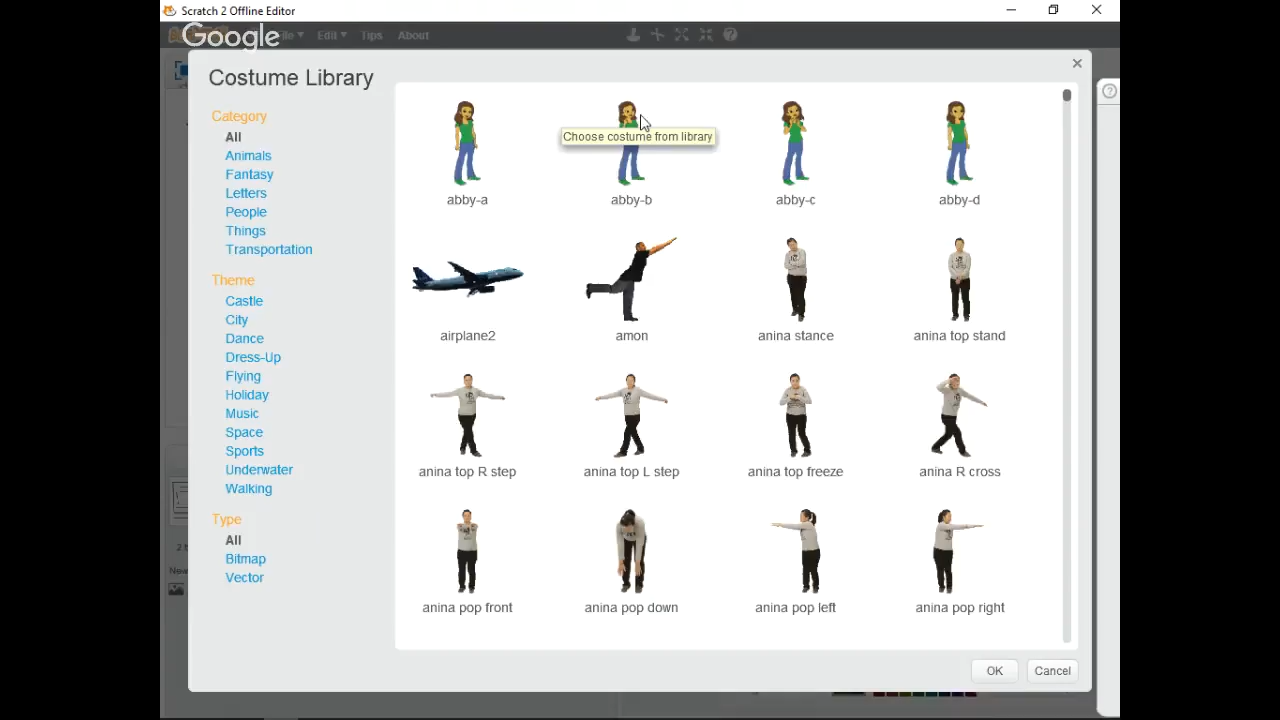 Scratch 2 Offline Editor
Google
File Edit Tips About
Costume Library
Category
All
Animals
Fantasy
Letters
People
Things
Transportation
Theme
Castle
City
Dance
Dress-Up
Flying
Holiday
Music
Space
Sports
Underwater
Walking
Type
All
Bitmap
Vector
Choose costume from library
abby-a abby-b abby-c abby-d
airplane2 amon anina stance anina top stand
anina top R step anina top L step anina top freeze anina R cross
anina pop front anina pop down anina pop left anina pop right
OK Cancel
New